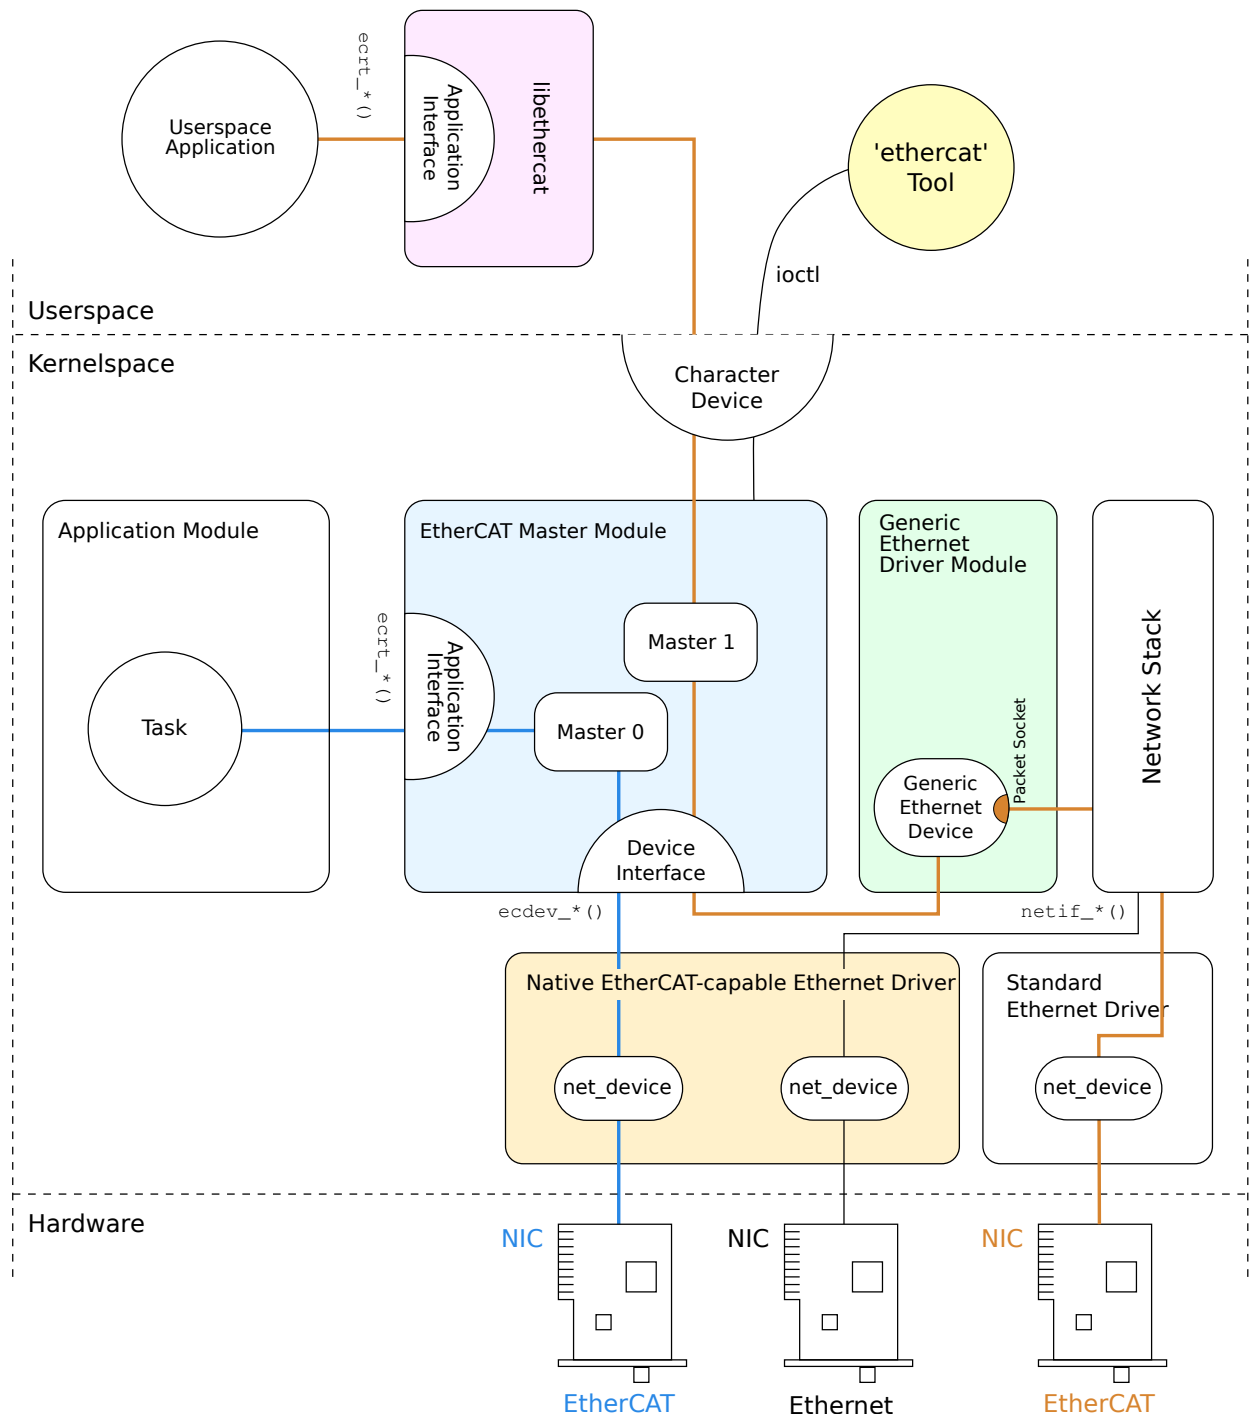 ecrt_*()
Userspace
Application
Application
Interface
libethercat
'ethercat'
Tool
ioctl
Userspace
Kernelspace
Character
Device
Application Module
EtherCAT Master Module
Generic
Ethernet
Driver Module
ecrt_*()
Application
Interface
Master 1
Master 0
Task
Network Stack
Packet Socket
Generic
Ethernet
Device
Device
Interface
ecdev_*()
netif_*()
Native EtherCAT-capable Ethernet Driver
Standard
Ethernet Driver
net_device
net_device
net_device
Hardware
NIC
NIC
NIC
EtherCAT
Ethernet
EtherCAT